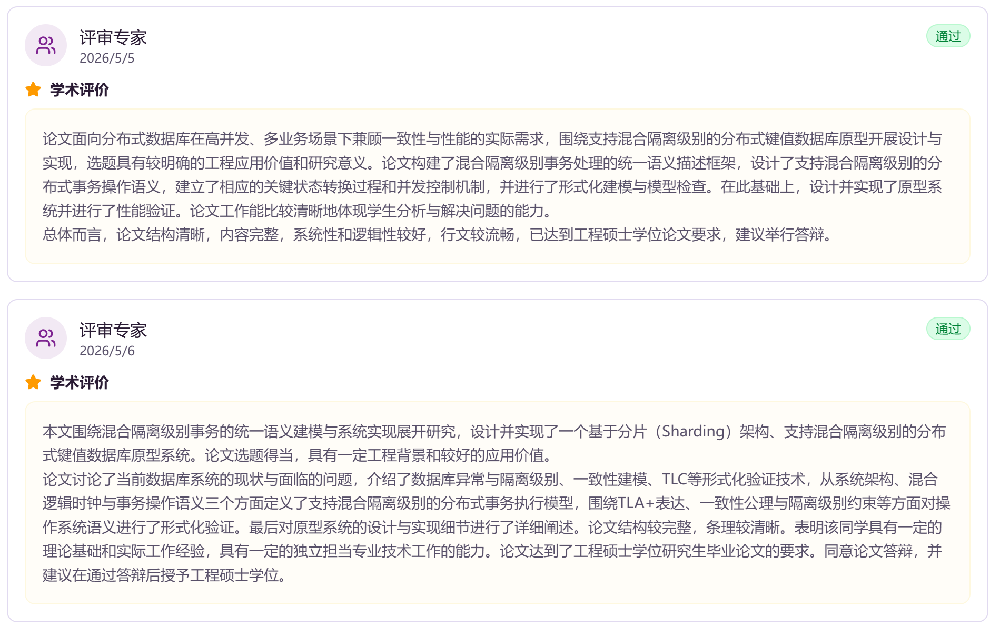 评审专家
通过
2026/5/5
学术评价
论文面向分布式数据库在高并发、多业务场景下兼顾一致性与性能的实际需求，围绕支持混合隔离级别的分布式键值数据库原型开展设计与
实现，选题具有较明确的工程应用价值和研究意义。论文构建了混合隔离级别事务处理的统一语义描述框架，设计了支持混合隔离级别的分
布式事务操作语义，建立了相应的关键状态转换过程和并发控制机制，并进行了形式化建模与模型检查。在此基础上，设计并实现了原型系
统并进行了性能验证。论文工作能比较清晰地体现学生分析与解决问题的能力。
总体而言，论文结构清晰，内容完整，系统性和逻辑性较好，行文较流畅，已达到工程硕士学位论文要求，建议举行答辩。
评审专家
通过
2026/5/6
学术评价
本文围绕混合隔离级别事务的统一语义建模与系统实现展开研究，设计并实现了一个基于分片（Sharding）架构、支持混合隔离级别的分布
式键值数据库原型系统。论文选题得当，具有一定工程背景和较好的应用价值。
论文讨论了当前数据库系统的现状与面临的问题，介绍了数据库异常与隔离级别、一致性建模、TLC等形式化验证技术，从系统架构、混合
逻辑时钟与事务操作语义三个方面定义了支持混合隔离级别的分布式事务执行模型，围绕TLA+表达、一致性公理与隔离级别约束等方面对操
作系统语义进行了形式化验证。最后对原型系统的设计与实现细节进行了详细阐述。论文结构较完整，条理较清晰。表明该同学具有一定的
理论基础和实际工作经验，具有一定的独立担当专业技术工作的能力。论文达到了工程硕士学位研究生毕业论文的要求。同意论文答辩，并
建议在通过答辩后授予工程硕士学位。